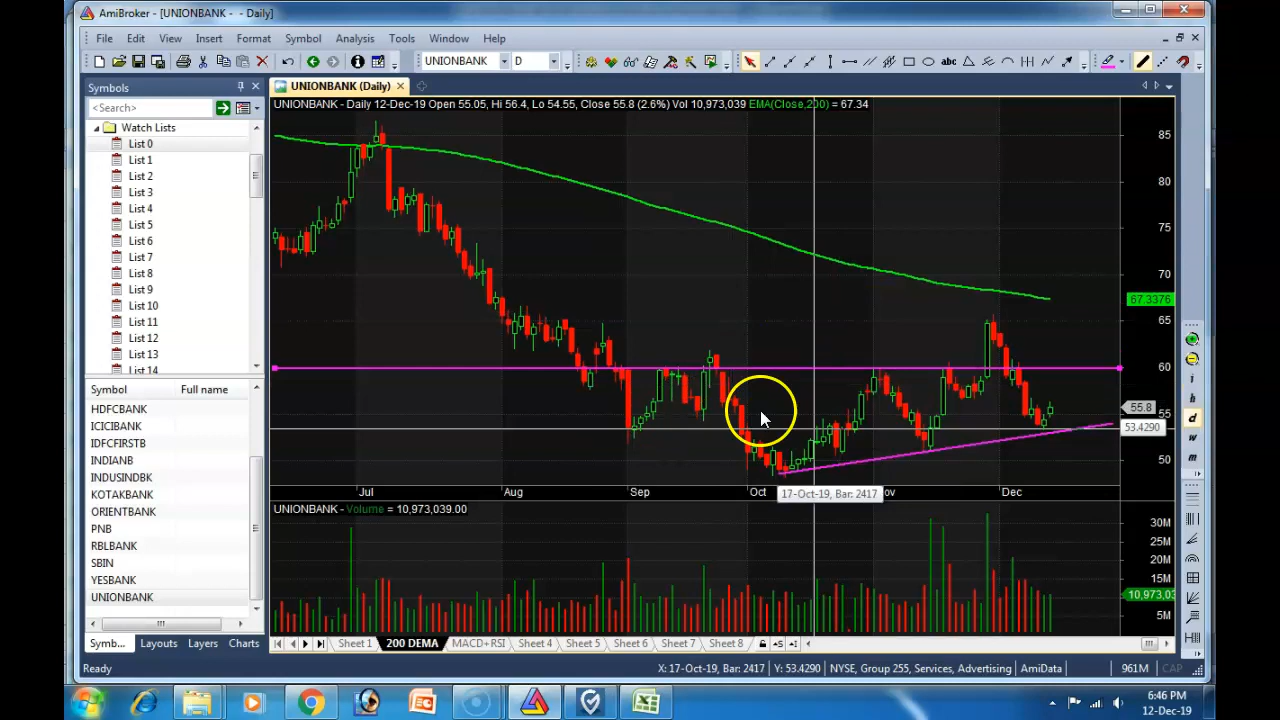 AmiBroker - [UNIONBANK - - Daily]
File Edit View Insert Format Symbol Analysis Tools Window Help
UNIONBANK D abc
Symbols
UNIONBANK (Daily)
<Search>
UNIONBANK - Daily 12-Dec-19 Open 55.05, Hi 56.4, Lo 54.55, Close 55.8 (2.6%) Vol 10,973,039 EMA(Close,200) = 67.34
Watch Lists
List 0
List 1
List 2
List 3
List 4
List 5
List 6
List 7
List 8
List 9
List 10
List 11
List 12
List 13
List 14
85
80
75
70
67.3376
65
60
55.8
55
53.4290
50
Jul Aug Sep Oct Nov Dec
17-Oct-19, Bar: 2417
Symbol Full name
HDFCBANK
ICICIBANK
IDFCFIRSTB
INDIANB
INDUSINDBK
KOTAKBANK
ORIENTBANK
PNB
RBLBANK
SBIN
YESBANK
UNIONBANK
UNIONBANK - Volume = 10,973,039.00
30M
25M
20M
15M
10,973,03
5M
i
h
d
w
m
Symb... Layouts Layers Charts
Sheet 1 200 DEMA MACD+RSI Sheet 4 Sheet 5 Sheet 6 Sheet 7 Sheet 8
Ready X: 17-Oct-19, Bar: 2417 Y: 53.4290 NYSE, Group 255, Services, Advertising AmiData 961M CAP
6:46 PM
12-Dec-19